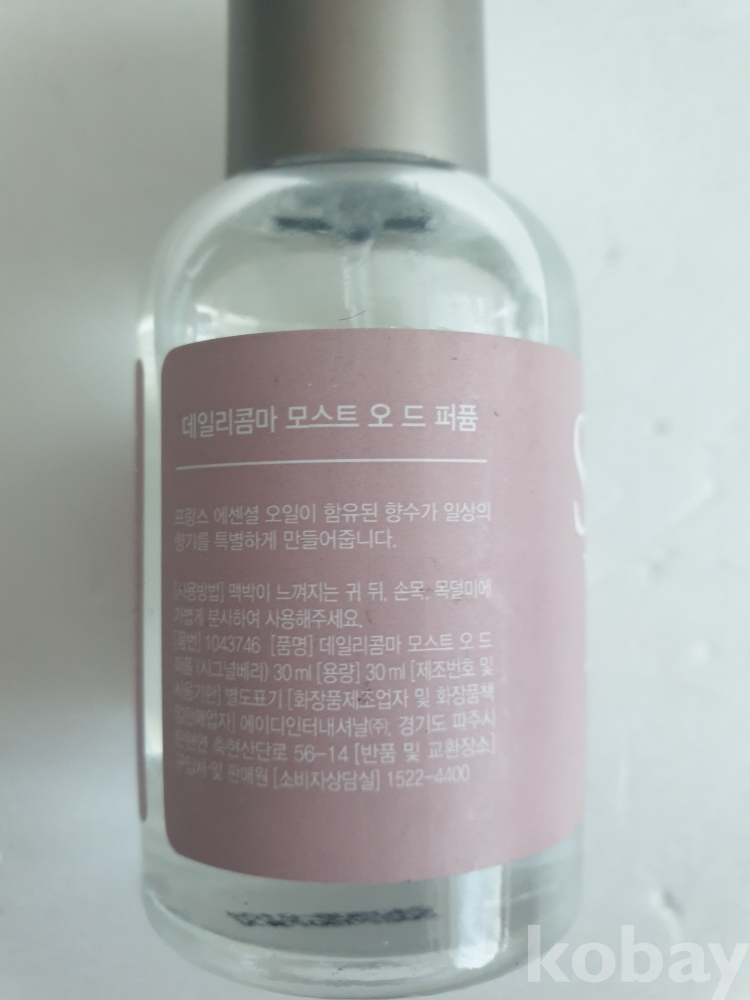 데일리콤마 모스트 오 드 퍼퓸
프랑스 에센셜 오일이 함유된 향수가 일상의
향기를 특별하게 만들어줍니다.
[사용방법] 맥박이 느껴지는 귀 뒤, 손목, 목덜미에
가볍게 분사하여 사용해주세요.
[품번] 1043746 [품명] 데일리콤마 모스트 오 드
퍼퓸 (시그널베리) 30 ml [용량] 30 ml [제조번호 및
사용기한] 별도표기 [화장품제조업자 및 화장품책
임판매업자] 에이디인터내셔날㈜, 경기도 파주시
탄현면 축현산단로 56-14 [반품 및 교환장소]
구입처 및 판매원 [소비자상담실] 1522-4400
kobay